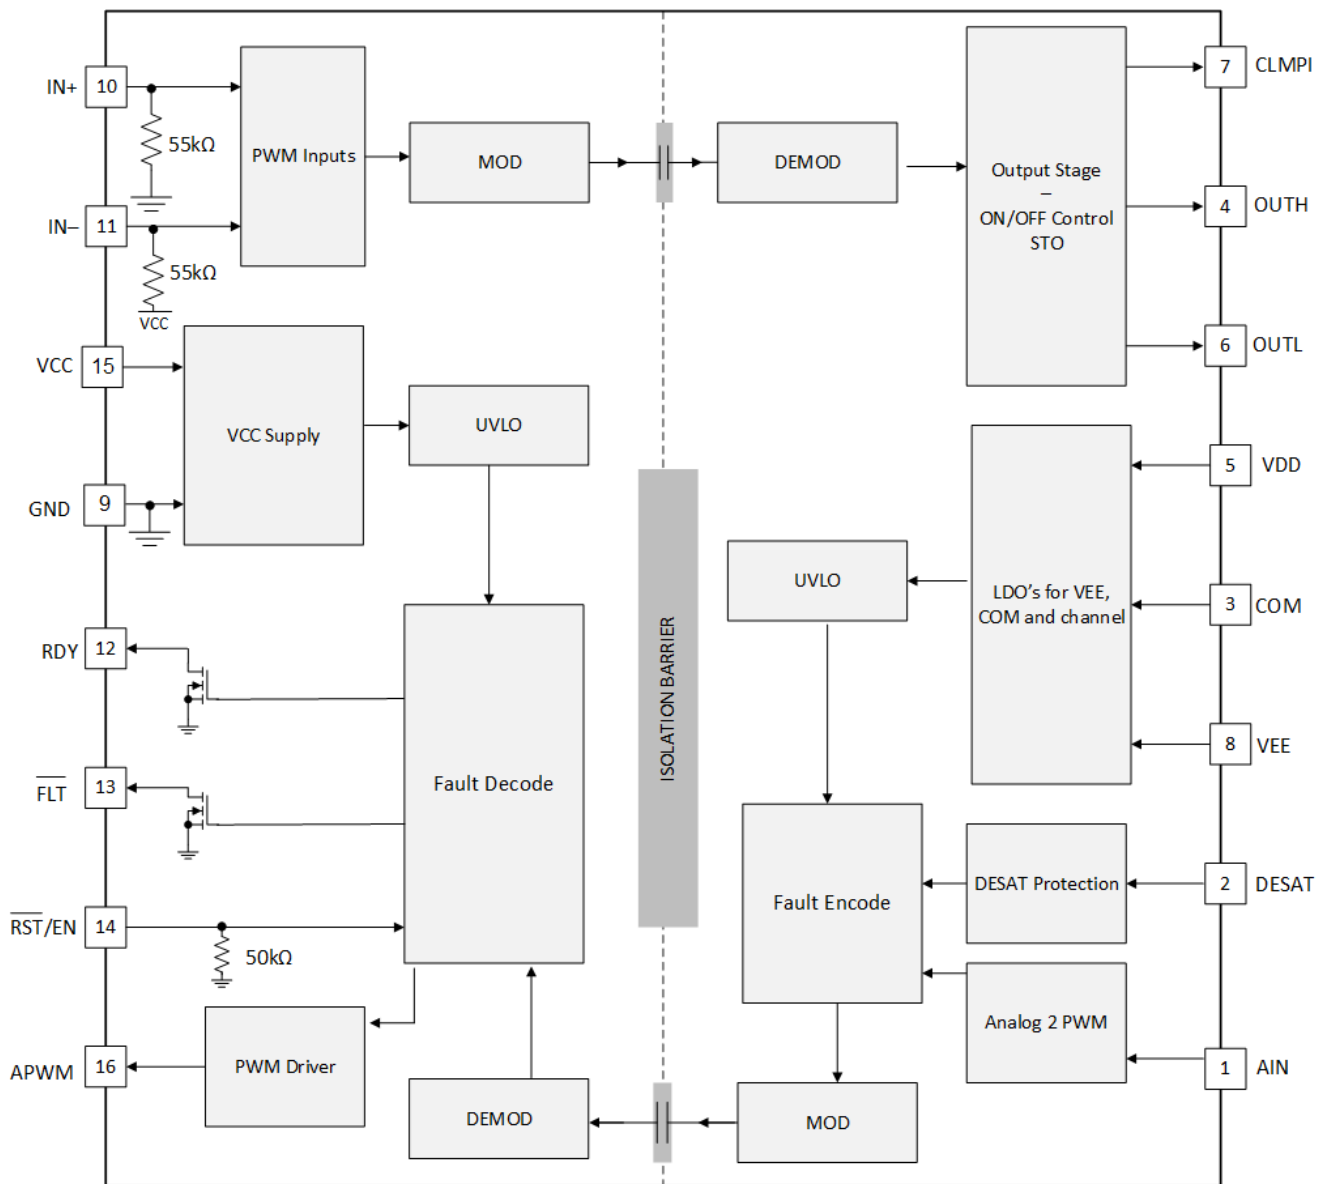 IN+
10
55kΩ
IN–
11
55kΩ
VCC
PWM Inputs
MOD
DEMOD
Output Stage
–
ON/OFF Control
STO
7
CLMPI
4
OUTH
6
OUTL
VCC
15
GND
9
VCC Supply
UVLO
ISOLATION BARRIER
UVLO
LDO's for VEE,
COM and channel
5
VDD
3
COM
8
VEE
RDY
12
FLT
13
RST/EN
14
50kΩ
Fault Decode
Fault Encode
DESAT Protection
2
DESAT
Analog 2 PWM
1
AIN
APWM
16
PWM Driver
DEMOD
MOD